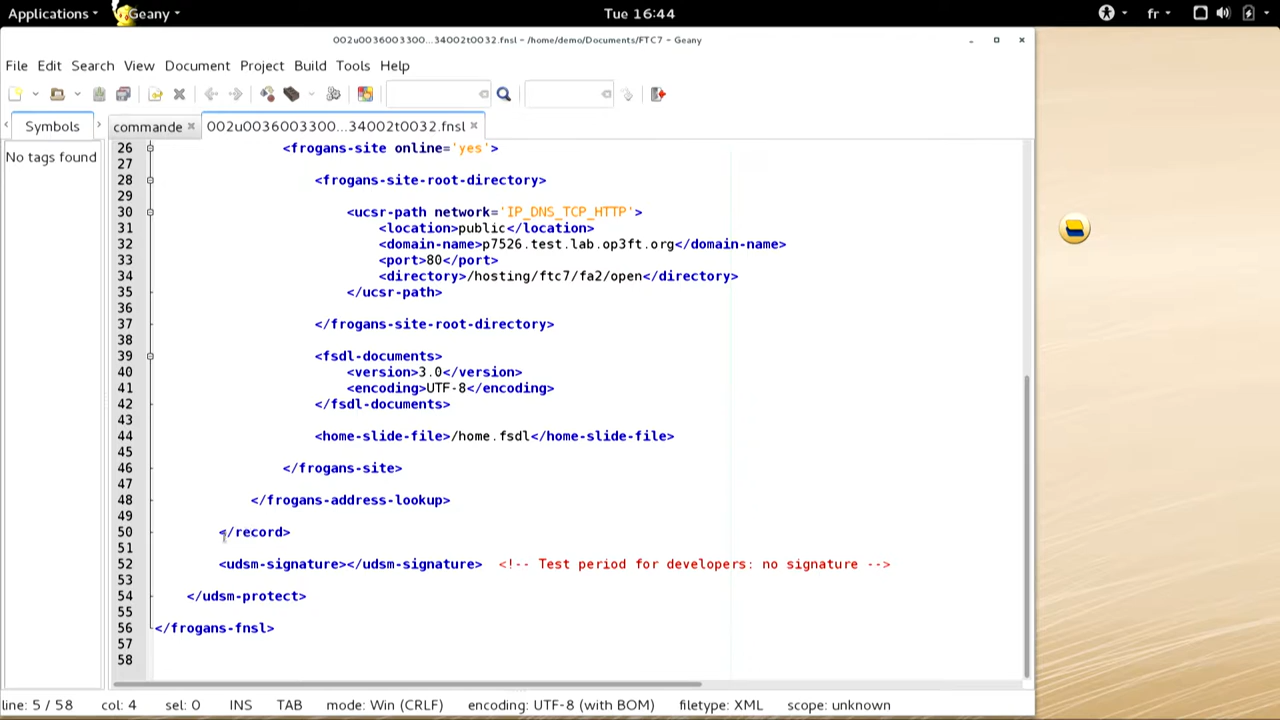 Applications Geany Tue 16:44 fr
002u0036003300...34002t0032.fnsl - /home/demo/Documents/FTC7 - Geany
File Edit Search View Document Project Build Tools Help
Symbols commande 002u0036003300...34002t0032.fnsl
No tags found
26 <frogans-site online='yes'>
27
28 <frogans-site-root-directory>
29
30 <ucsr-path network='IP_DNS_TCP_HTTP'>
31 <location>public</location>
32 <domain-name>p7526.test.lab.op3ft.org</domain-name>
33 <port>80</port>
34 <directory>/hosting/ftc7/fa2/open</directory>
35 </ucsr-path>
36
37 </frogans-site-root-directory>
38
39 <fsdl-documents>
40 <version>3.0</version>
41 <encoding>UTF-8</encoding>
42 </fsdl-documents>
43
44 <home-slide-file>/home.fsdl</home-slide-file>
45
46 </frogans-site>
47
48 </frogans-address-lookup>
49
50 </record>
51
52 <udsm-signature></udsm-signature> <!-- Test period for developers: no signature -->
53
54 </udsm-protect>
55
56 </frogans-fnsl>
57
58
line: 5 / 58 col: 4 sel: 0 INS TAB mode: Win (CRLF) encoding: UTF-8 (with BOM) filetype: XML scope: unknown